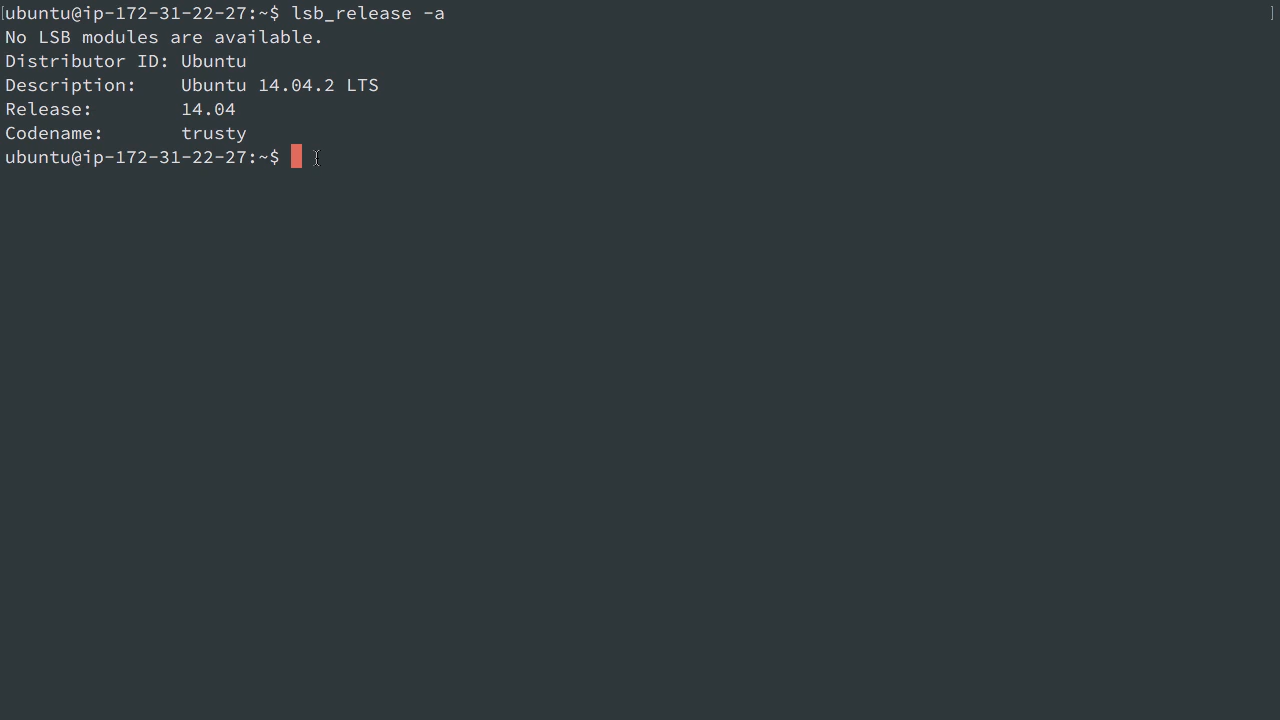 ubuntu@ip-172-31-22-27:~$ lsb_release -a
No LSB modules are available.
Distributor ID: Ubuntu
Description:    Ubuntu 14.04.2 LTS
Release:        14.04
Codename:       trusty
ubuntu@ip-172-31-22-27:~$